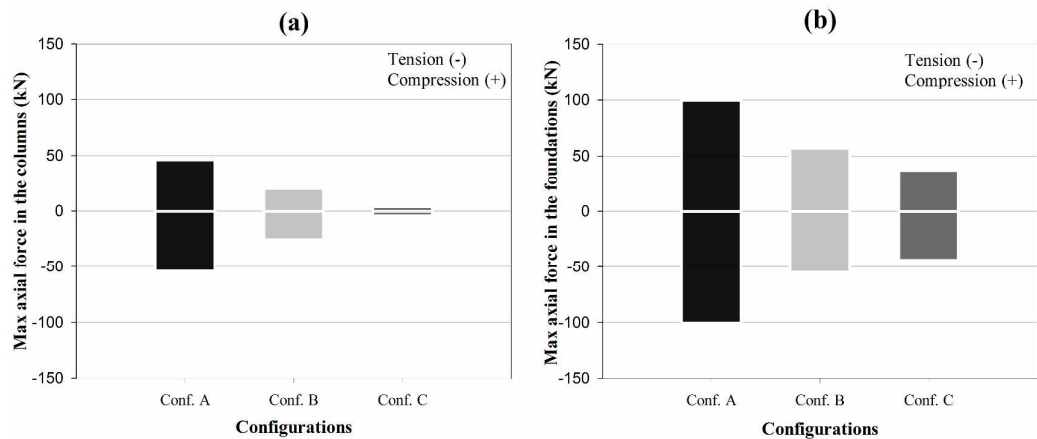 (a)
Max axial force in the columns (kN)
150
100
50
0
-50
-100
-150
Tension (-)
Compression (+)
Conf. A
Conf. B
Conf. C
Configurations
(b)
Max axial force in the foundations (kN)
150
100
50
0
-50
-100
-150
Tension (-)
Compression (+)
Conf. A
Conf. B
Conf. C
Configurations